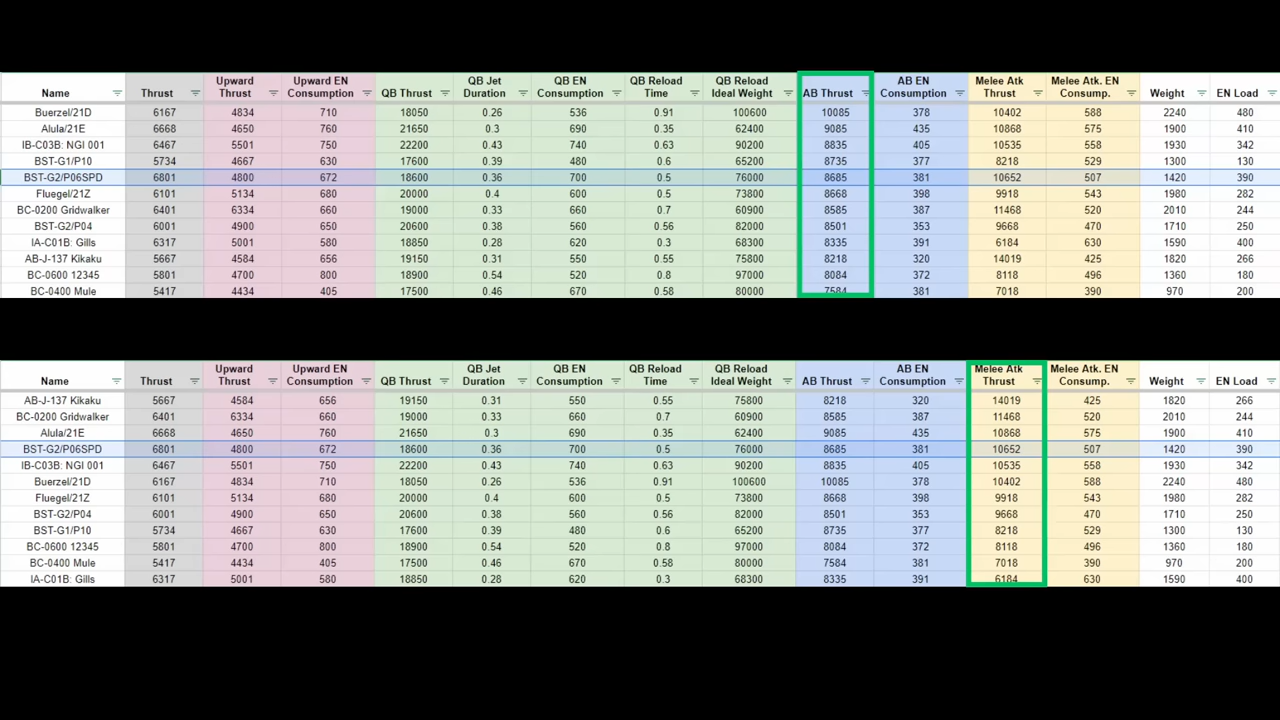 Name Thrust Upward Thrust Upward EN Consumption QB Thrust QB Jet Duration QB EN Consumption QB Reload Time QB Reload Ideal Weight AB Thrust AB EN Consumption Melee Atk Thrust Melee Atk. EN Consump. Weight EN Load
Buerzel/21D 6167 4834 710 18050 0.26 536 0.91 100600 10085 378 10402 588 2240 480
Alula/21E 6668 4650 760 21650 0.3 690 0.35 62400 9085 435 10868 575 1900 410
IB-C03B: NGI 001 6467 5501 750 22200 0.43 740 0.63 90200 8835 405 10535 558 1930 342
BST-G1/P10 5734 4667 630 17600 0.39 480 0.6 65200 8735 377 8218 529 1300 130
BST-G2/P06SPD 6801 4800 672 18600 0.36 700 0.5 76000 8685 381 10652 507 1420 390
Fluegel/21Z 6101 5134 680 20000 0.4 600 0.5 73800 8668 398 9918 543 1980 282
BC-0200 Gridwalker 6401 6334 660 19000 0.33 660 0.7 60900 8585 387 11468 520 2010 244
BST-G2/P04 6001 4900 650 20600 0.38 560 0.56 82000 8501 353 9668 470 1710 250
IA-C01B: Gills 6317 5001 580 18850 0.28 620 0.3 68300 8335 391 6184 630 1590 400
AB-J-137 Kikaku 5667 4584 656 19150 0.31 550 0.55 75800 8218 320 14019 425 1820 266
BC-0600 12345 5801 4700 800 18900 0.54 520 0.8 97000 8084 372 8118 496 1360 180
BC-0400 Mule 5417 4434 405 17500 0.46 670 0.58 80000 7584 381 7018 390 970 200
Name Thrust Upward Thrust Upward EN Consumption QB Thrust QB Jet Duration QB EN Consumption QB Reload Time QB Reload Ideal Weight AB Thrust AB EN Consumption Melee Atk Thrust Melee Atk. EN Consump. Weight EN Load
AB-J-137 Kikaku 5667 4584 656 19150 0.31 550 0.55 75800 8218 320 14019 425 1820 266
BC-0200 Gridwalker 6401 6334 660 19000 0.33 660 0.7 60900 8585 387 11468 520 2010 244
Alula/21E 6668 4650 760 21650 0.3 690 0.35 62400 9085 435 10868 575 1900 410
BST-G2/P06SPD 6801 4800 672 18600 0.36 700 0.5 76000 8685 381 10652 507 1420 390
IB-C03B: NGI 001 6467 5501 750 22200 0.43 740 0.63 90200 8835 405 10535 558 1930 342
Buerzel/21D 6167 4834 710 18050 0.26 536 0.91 100600 10085 378 10402 588 2240 480
Fluegel/21Z 6101 5134 680 20000 0.4 600 0.5 73800 8668 398 9918 543 1980 282
BST-G2/P04 6001 4900 650 20600 0.38 560 0.56 82000 8501 353 9668 470 1710 250
BST-G1/P10 5734 4667 630 17600 0.39 480 0.6 65200 8735 377 8218 529 1300 130
BC-0600 12345 5801 4700 800 18900 0.54 520 0.8 97000 8084 372 8118 496 1360 180
BC-0400 Mule 5417 4434 405 17500 0.46 670 0.58 80000 7584 381 7018 390 970 200
IA-C01B: Gills 6317 5001 580 18850 0.28 620 0.3 68300 8335 391 6184 630 1590 400